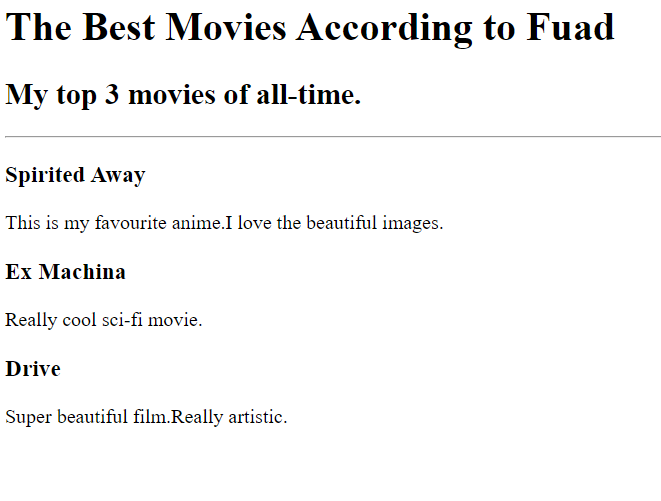 The Best Movies According to Fuad
My top 3 movies of all-time.
Spirited Away
This is my favourite anime.I love the beautiful images.
Ex Machina
Really cool sci-fi movie.
Drive
Super beautiful film.Really artistic.